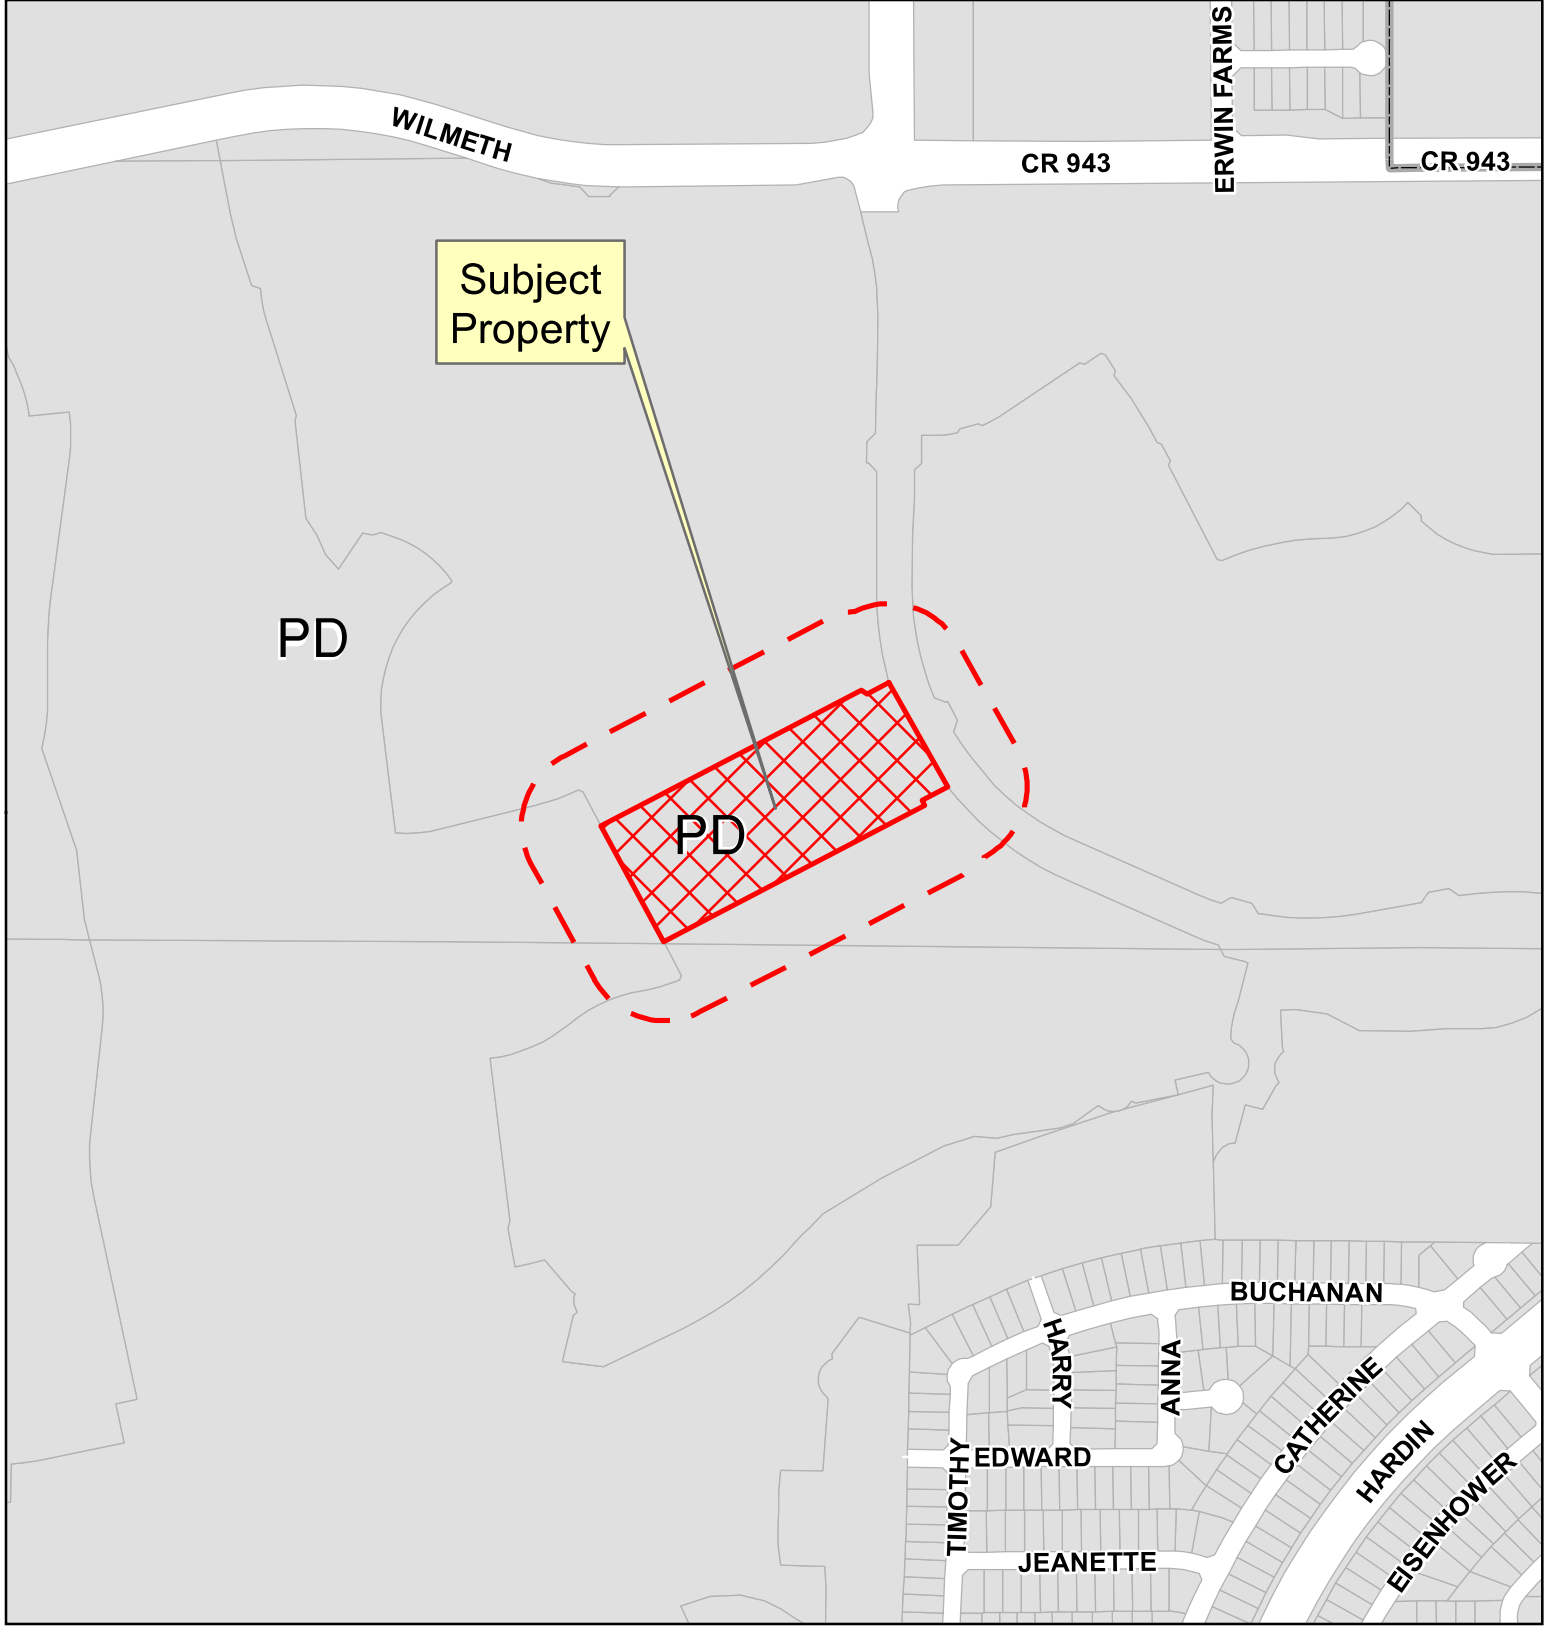 ERWIN FARMS
WILMETH
CR 943
CR 943
Subject
Property
PD
PD
BUCHANAN
HARRY
ANNA
CATHERINE
HARDIN
EDWARD
TIMOTHY
EISENHOWER
JEANETTE